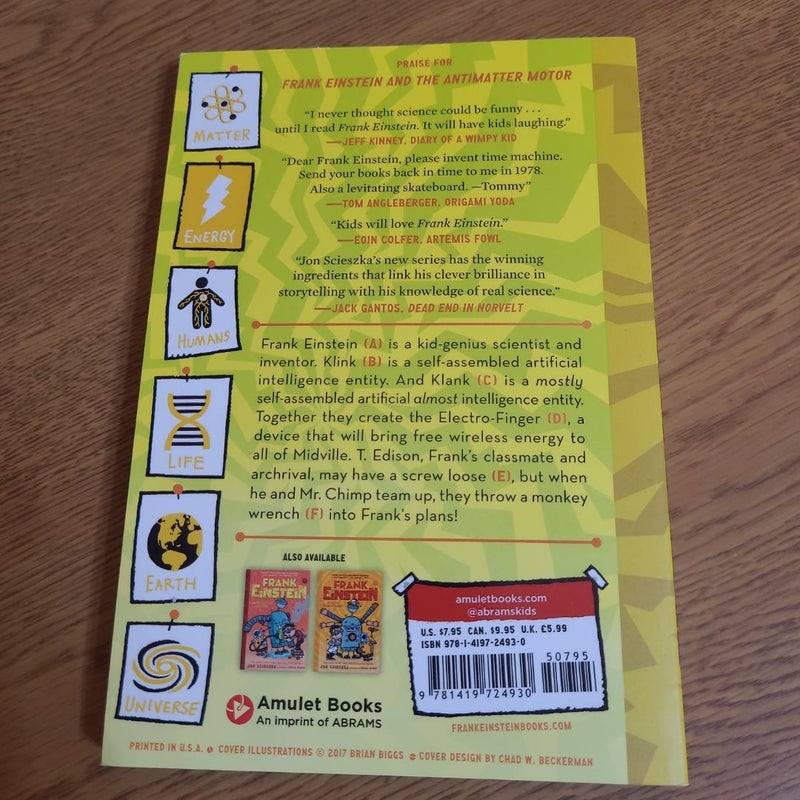 PRAISE FOR
FRANK EINSTEIN AND THE ANTIMATTER MOTOR
"I never thought science could be funny . . .
until I read Frank Einstein. It will have kids laughing."
—JEFF KINNEY, DIARY OF A WIMPY KID
"Dear Frank Einstein, please invent time machine.
Send your books back in time to me in 1978.
Also a levitating skateboard. —Tommy"
—TOM ANGLEBERGER, ORIGAMI YODA
"Kids will love Frank Einstein."
—EOIN COLFER, ARTEMIS FOWL
"Jon Scieszka's new series has the winning
ingredients that link his clever brilliance in
storytelling with his knowledge of real science."
—JACK GANTOS, DEAD END IN NORVELT
MATTER
ENERGY
HUMANS
LIFE
EARTH
UNIVERSE
Frank Einstein (A) is a kid-genius scientist and
inventor. Klink (B) is a self-assembled artificial
intelligence entity. And Klank (C) is a mostly
self-assembled artificial almost intelligence entity.
Together they create the Electro-Finger (D), a
device that will bring free wireless energy to
all of Midville. T. Edison, Frank's classmate and
archrival, may have a screw loose (E), but when
he and Mr. Chimp team up, they throw a monkey
wrench (F) into Frank's plans!
ALSO AVAILABLE
FRANK
EINSTEIN
JON SCIESZKA
FRANK
EINSTEIN
JON SCIESZKA
Amulet Books
An imprint of ABRAMS
amuletbooks.com
@abramskids
U.S. $7.95 CAN. $9.95 U.K. £5.99
ISBN 978-1-4197-2493-0
50795
9 781419 724930
FRANKEINSTEINBOOKS.COM
PRINTED IN U.S.A. COVER ILLUSTRATIONS © 2017 BRIAN BIGGS COVER DESIGN BY CHAD W. BECKERMAN